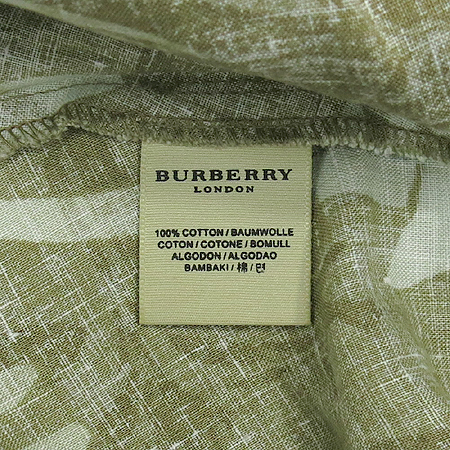 BURBERRY
LONDON
100% COTTON / BAUMWOLLE
COTON / COTONE / BOMULL
ALGODON / ALGODAO
BAMBAKI / 棉 / 면